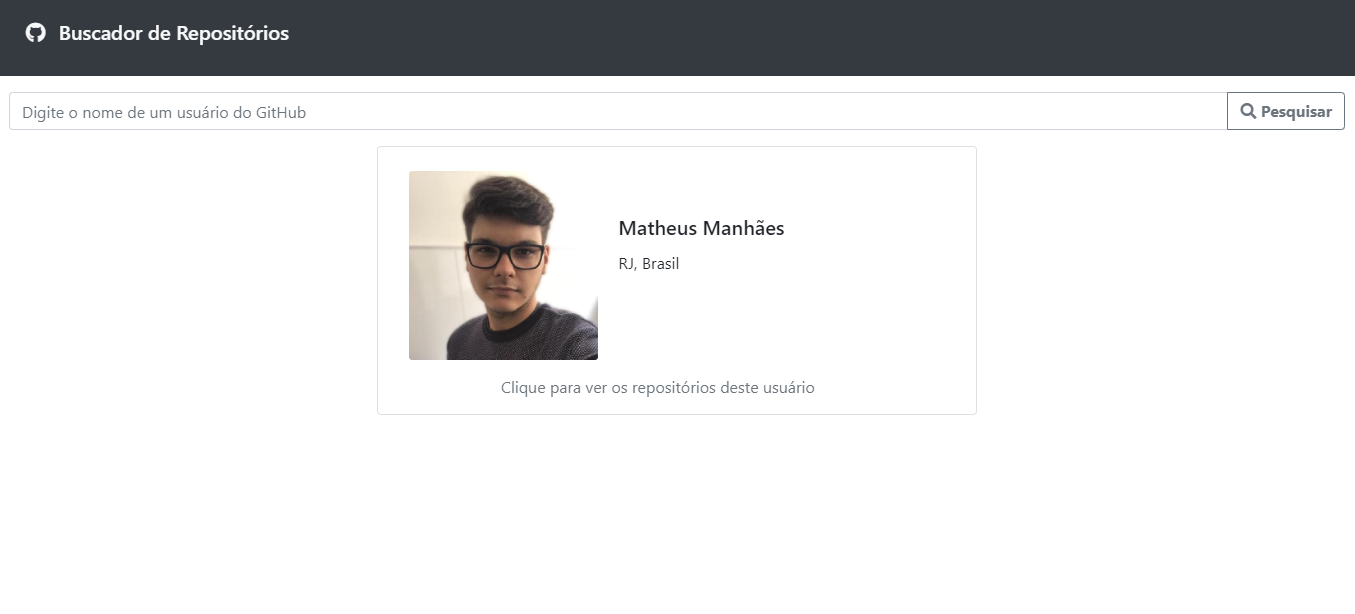 Buscador de Repositórios
Digite o nome de um usuário do GitHub
Pesquisar
Matheus Manhães
RJ, Brasil
Clique para ver os repositórios deste usuário